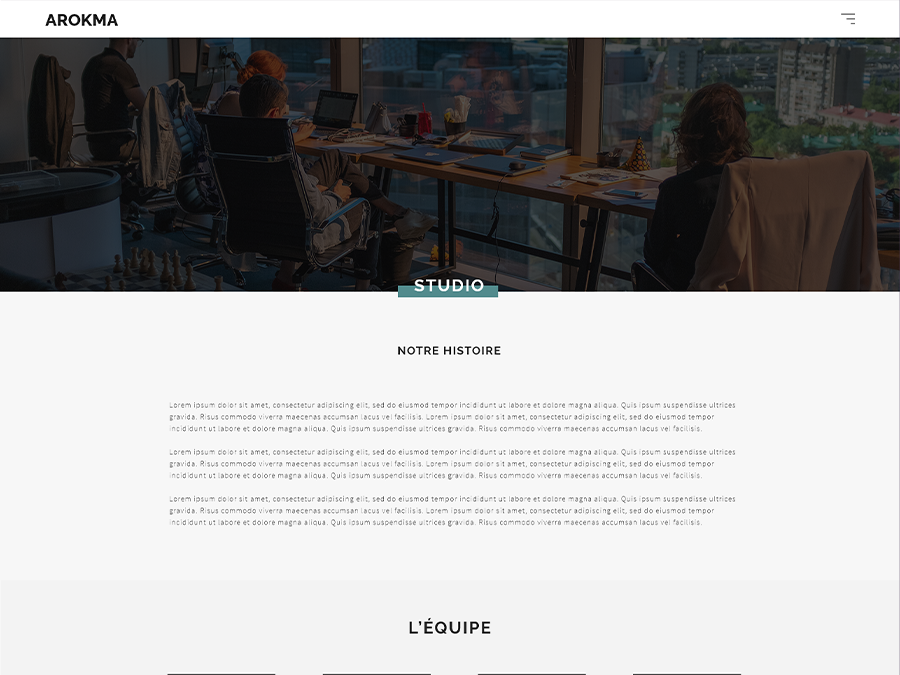 AROKMA
STUDIO
NOTRE HISTOIRE
Lorem ipsum dolor sit amet, consectetur adipiscing elit, sed do eiusmod tempor incididunt ut labore et dolore magna aliqua. Quis ipsum suspendisse ultrices
gravida. Risus commodo viverra maecenas accumsan lacus vel facilisis. Lorem ipsum dolor sit amet, consectetur adipiscing elit, sed do eiusmod tempor
incididunt ut labore et dolore magna aliqua. Quis ipsum suspendisse ultrices gravida. Risus commodo viverra maecenas accumsan lacus vel facilisis.
Lorem ipsum dolor sit amet, consectetur adipiscing elit, sed do eiusmod tempor incididunt ut labore et dolore magna aliqua. Quis ipsum suspendisse ultrices
gravida. Risus commodo viverra maecenas accumsan lacus vel facilisis. Lorem ipsum dolor sit amet, consectetur adipiscing elit, sed do eiusmod tempor
incididunt ut labore et dolore magna aliqua. Quis ipsum suspendisse ultrices gravida. Risus commodo viverra maecenas accumsan lacus vel facilisis.
Lorem ipsum dolor sit amet, consectetur adipiscing elit, sed do eiusmod tempor incididunt ut labore et dolore magna aliqua. Quis ipsum suspendisse ultrices
gravida. Risus commodo viverra maecenas accumsan lacus vel facilisis. Lorem ipsum dolor sit amet, consectetur adipiscing elit, sed do eiusmod tempor
incididunt ut labore et dolore magna aliqua. Quis ipsum suspendisse ultrices gravida. Risus commodo viverra maecenas accumsan lacus vel facilisis.
L’ÉQUIPE